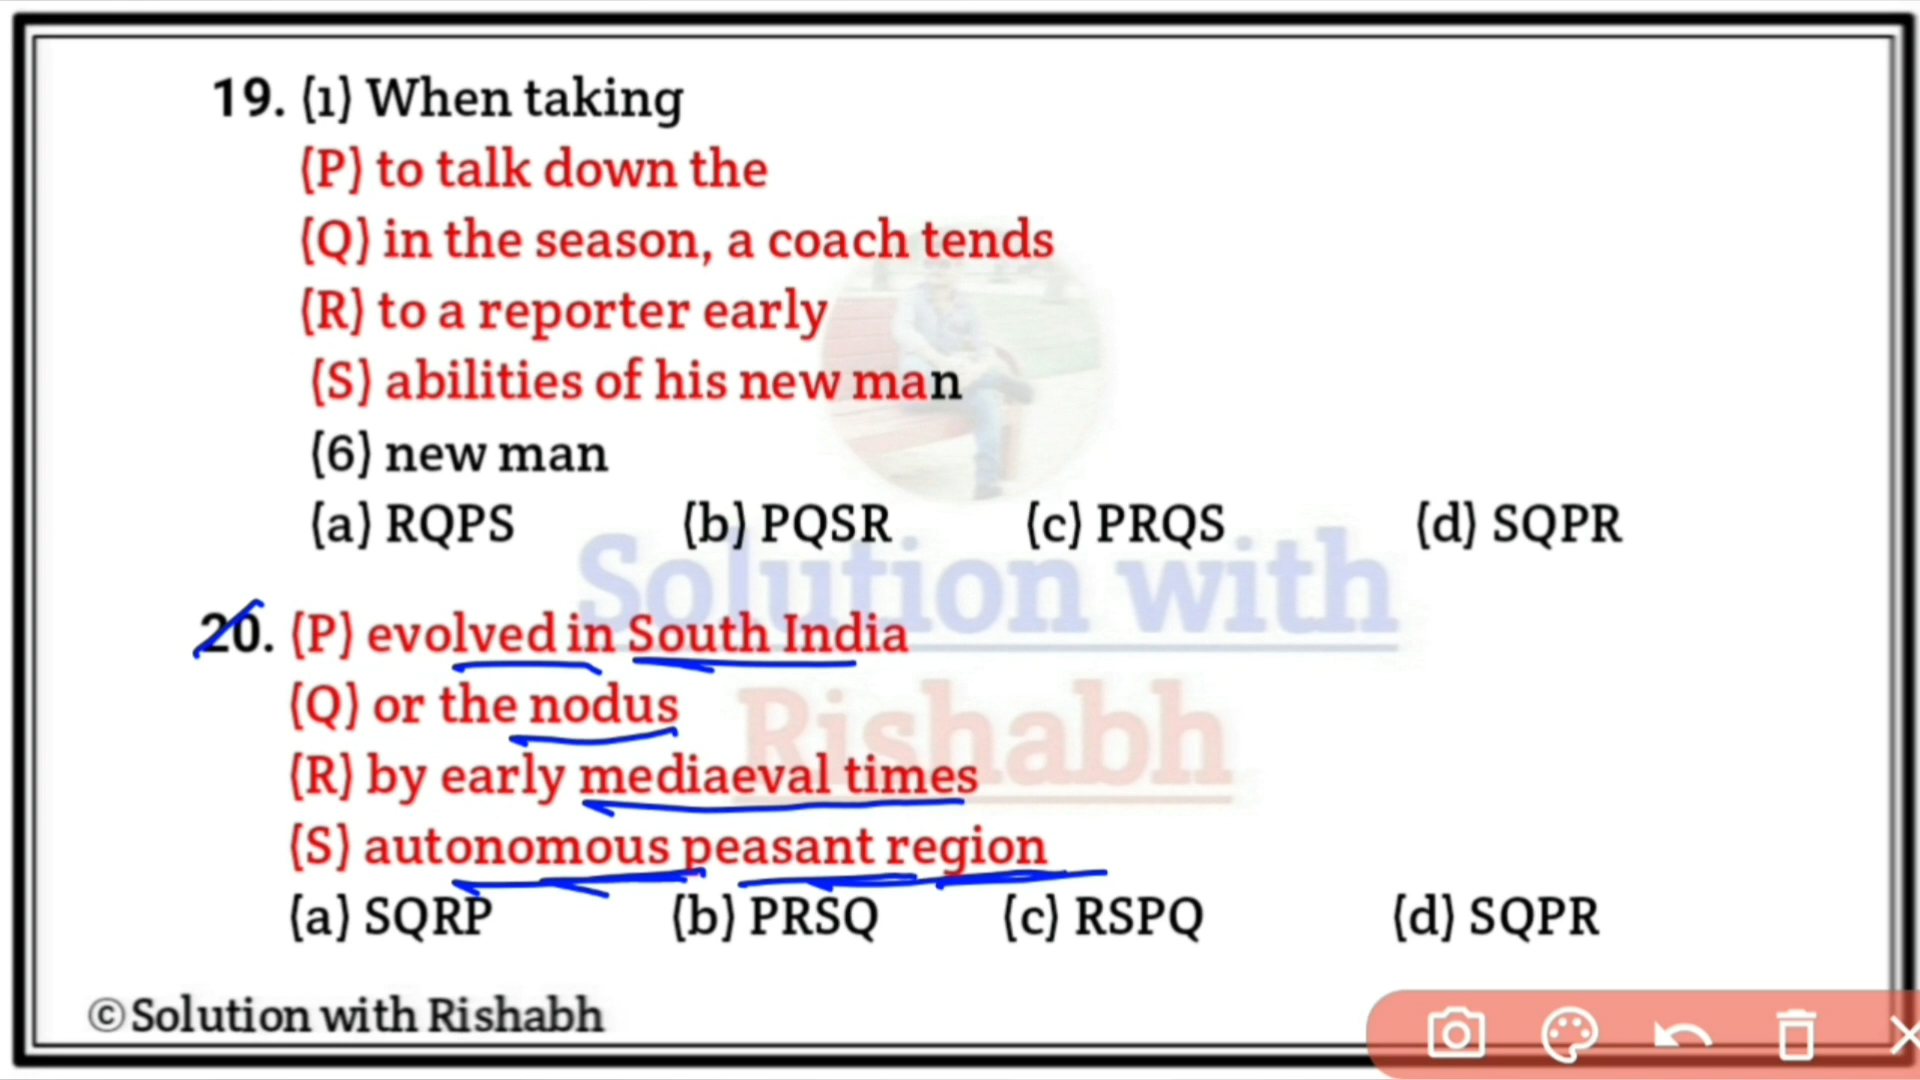 19. (1) When taking
(P) to talk down the
(Q) in the season, a coach tends
(R) to a reporter early
(S) abilities of his new man
(6) new man
(a) RQPS (b) PQSR (c) PRQS (d) SQPR
Solution with
Rishabh
20. (P) evolved in South India
(Q) or the nodus
(R) by early mediaeval times
(S) autonomous peasant region
(a) SQRP (b) PRSQ (c) RSPQ (d) SQPR
©Solution with Rishabh